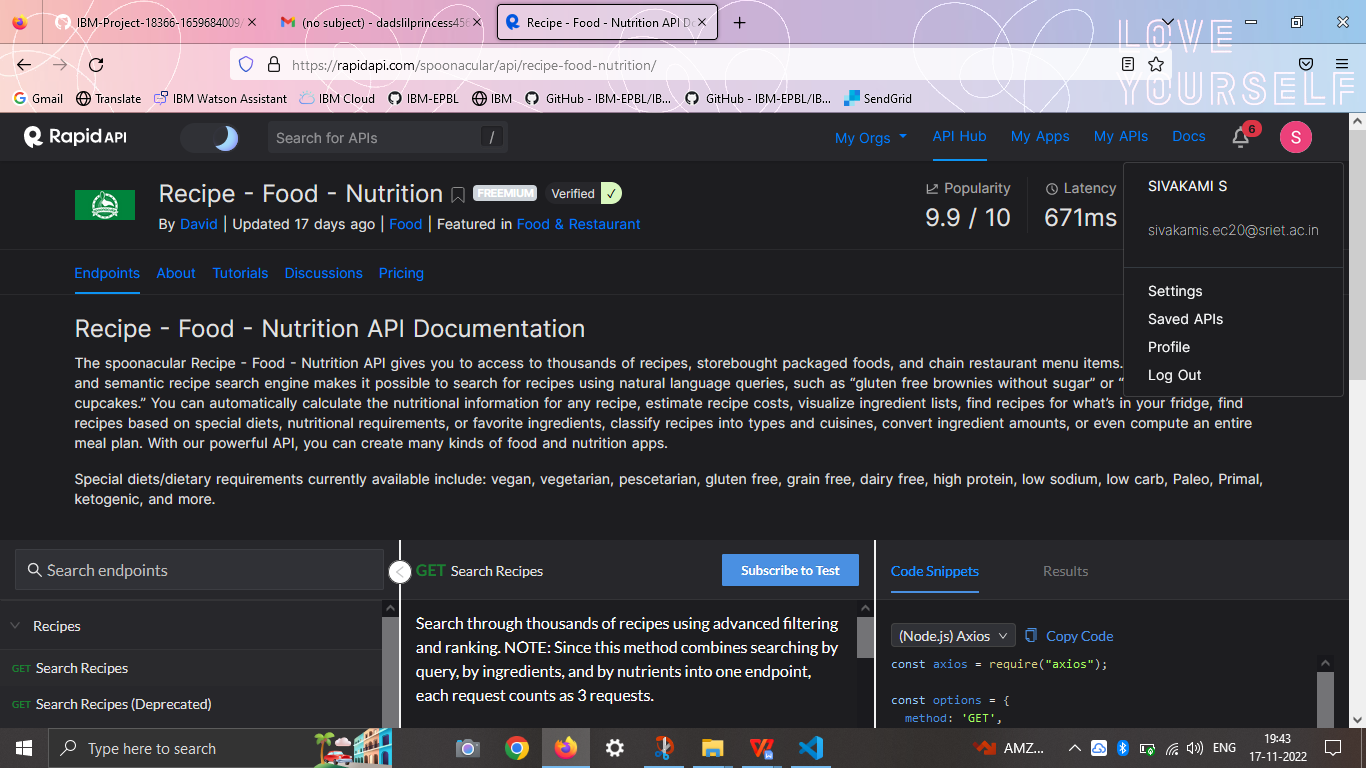 IBM-Project-18366-1659684009
(no subject) - dadslilprincess456
Recipe - Food - Nutrition API Do
LOVE
YOURSELF
https://rapidapi.com/spoonacular/api/recipe-food-nutrition/
Gmail
Translate
IBM Watson Assistant
IBM Cloud
IBM-EPBL
IBM
GitHub - IBM-EPBL/IB...
GitHub - IBM-EPBL/IB...
SendGrid
Rapid API
Search for APIs
/
My Orgs
API Hub
My Apps
My APIs
Docs
6
S
Recipe - Food - Nutrition
FREEMIUM
Verified ✓
By David | Updated 17 days ago | Food | Featured in Food & Restaurant
Popularity
9.9 / 10
Latency
671ms
SIVAKAMI S
sivakamis.ec20@sriet.ac.in
Settings
Saved APIs
Profile
Log Out
Endpoints
About
Tutorials
Discussions
Pricing
Recipe - Food - Nutrition API Documentation
The spoonacular Recipe - Food - Nutrition API gives you to access to thousands of recipes, storebought packaged foods, and chain restaurant menu items.
and semantic recipe search engine makes it possible to search for recipes using natural language queries, such as “gluten free brownies without sugar” or “
cupcakes.” You can automatically calculate the nutritional information for any recipe, estimate recipe costs, visualize ingredient lists, find recipes for what’s in your fridge, find
recipes based on special diets, nutritional requirements, or favorite ingredients, classify recipes into types and cuisines, convert ingredient amounts, or even compute an entire
meal plan. With our powerful API, you can create many kinds of food and nutrition apps.
Special diets/dietary requirements currently available include: vegan, vegetarian, pescetarian, gluten free, grain free, dairy free, high protein, low sodium, low carb, Paleo, Primal,
ketogenic, and more.
Search endpoints
Recipes
GET Search Recipes
GET Search Recipes (Deprecated)
GET Search Recipes
Subscribe to Test
Search through thousands of recipes using advanced filtering
and ranking. NOTE: Since this method combines searching by
query, by ingredients, and by nutrients into one endpoint,
each request counts as 3 requests.
Code Snippets
Results
(Node.js) Axios
Copy Code
const axios = require("axios");
const options = {
method: 'GET',
Type here to search
AMZ...
ENG
19:43
17-11-2022